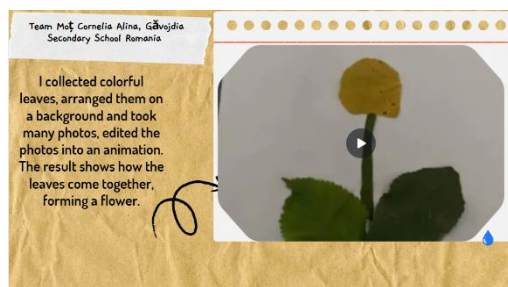 Team Moț Cornelia Alina, Găvojdia
Secondary School Romania
I collected colorful
leaves, arranged them on
a background and took
many photos, edited the
photos into an animation.
The result shows how the
leaves come together,
forming a flower.